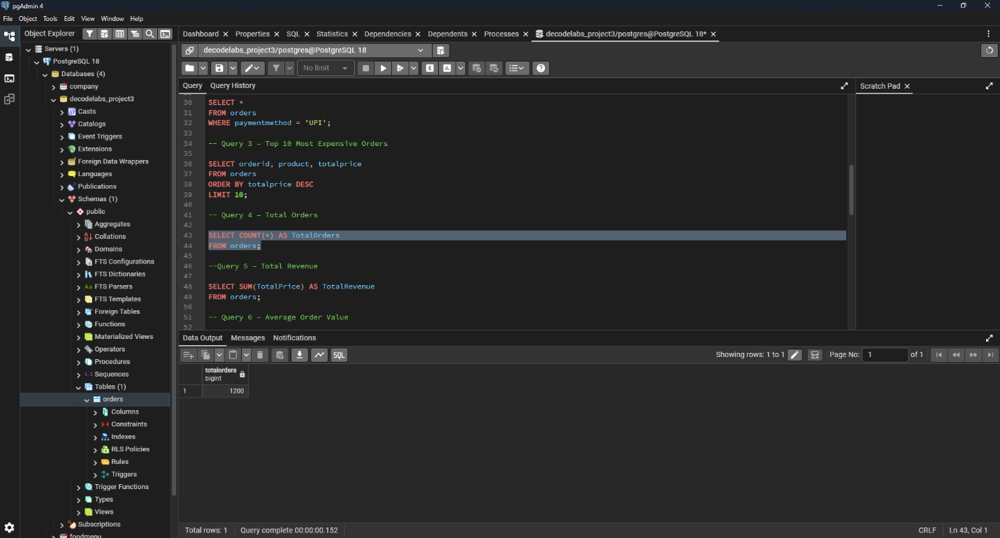 pgAdmin 4
File Object Tools Edit View Window Help
Object Explorer
Dashboard Properties SQL Statistics Dependencies Dependents Processes decodelabs_project3/postgres@PostgreSQL 18*
decodelabs_project3/postgres@PostgreSQL 18
No limit
E
Query Query History
Scratch Pad
Servers (1)
PostgreSQL 18
Databases (4)
company
decodelabs_project3
Casts
Catalogs
Event Triggers
Extensions
Foreign Data Wrappers
Languages
Publications
Schemas (1)
public
Aggregates
Collations
Domains
FTS Configurations
FTS Dictionaries
Aa FTS Parsers
FTS Templates
Foreign Tables
Functions
Materialized Views
Operators
Procedures
1..3 Sequences
Tables (1)
orders
Columns
Constraints
Indexes
RLS Policies
Rules
Triggers
Trigger Functions
Types
Views
Subscriptions
foodmenu
30 SELECT *
31 FROM orders
32 WHERE paymentmethod = 'UPI';
33
34 -- Query 3 – Top 10 Most Expensive Orders
35
36 SELECT orderid, product, totalprice
37 FROM orders
38 ORDER BY totalprice DESC
39 LIMIT 10;
40
41 -- Query 4 – Total Orders
42
43 SELECT COUNT(*) AS TotalOrders
44 FROM orders;
45
46 --Query 5 – Total Revenue
47
48 SELECT SUM(TotalPrice) AS TotalRevenue
49 FROM orders;
50
51 -- Query 6 – Average Order Value
52
Data Output Messages Notifications
SQL
Showing rows: 1 to 1
Page No: 1 of 1
totalorders
bigint
1 1200
Total rows: 1 Query complete 00:00:00.152
CRLF Ln 43, Col 1